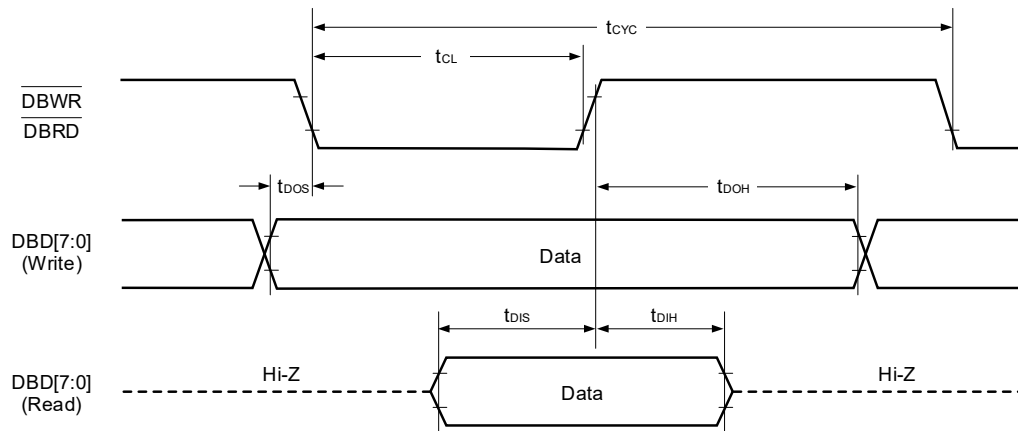 tCYC
tCL
DBWR
DBRD
tDOS
tDOH
DBD[7:0]
(Write)
Data
tDIS
tDIH
DBD[7:0]
(Read)
Hi-Z
Data
Hi-Z